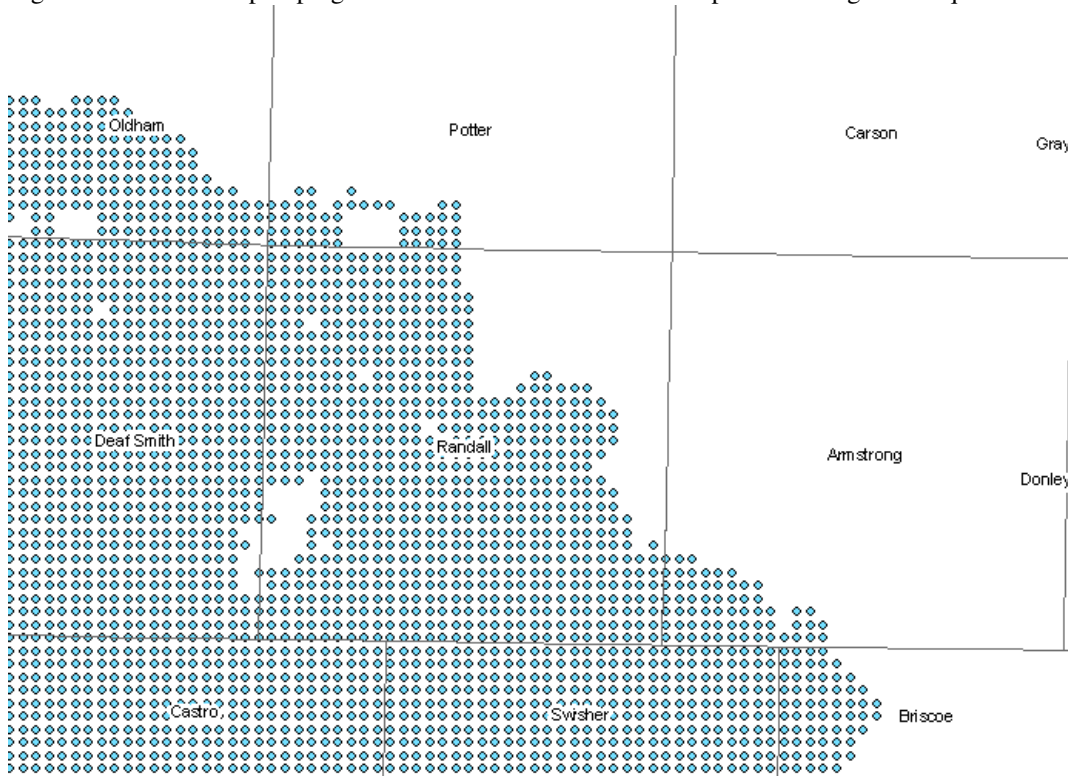 Oldham
Potter
Carson
Gray
Deaf Smith
Randall
Armstrong
Donley
Castro
Swisher
Briscoe